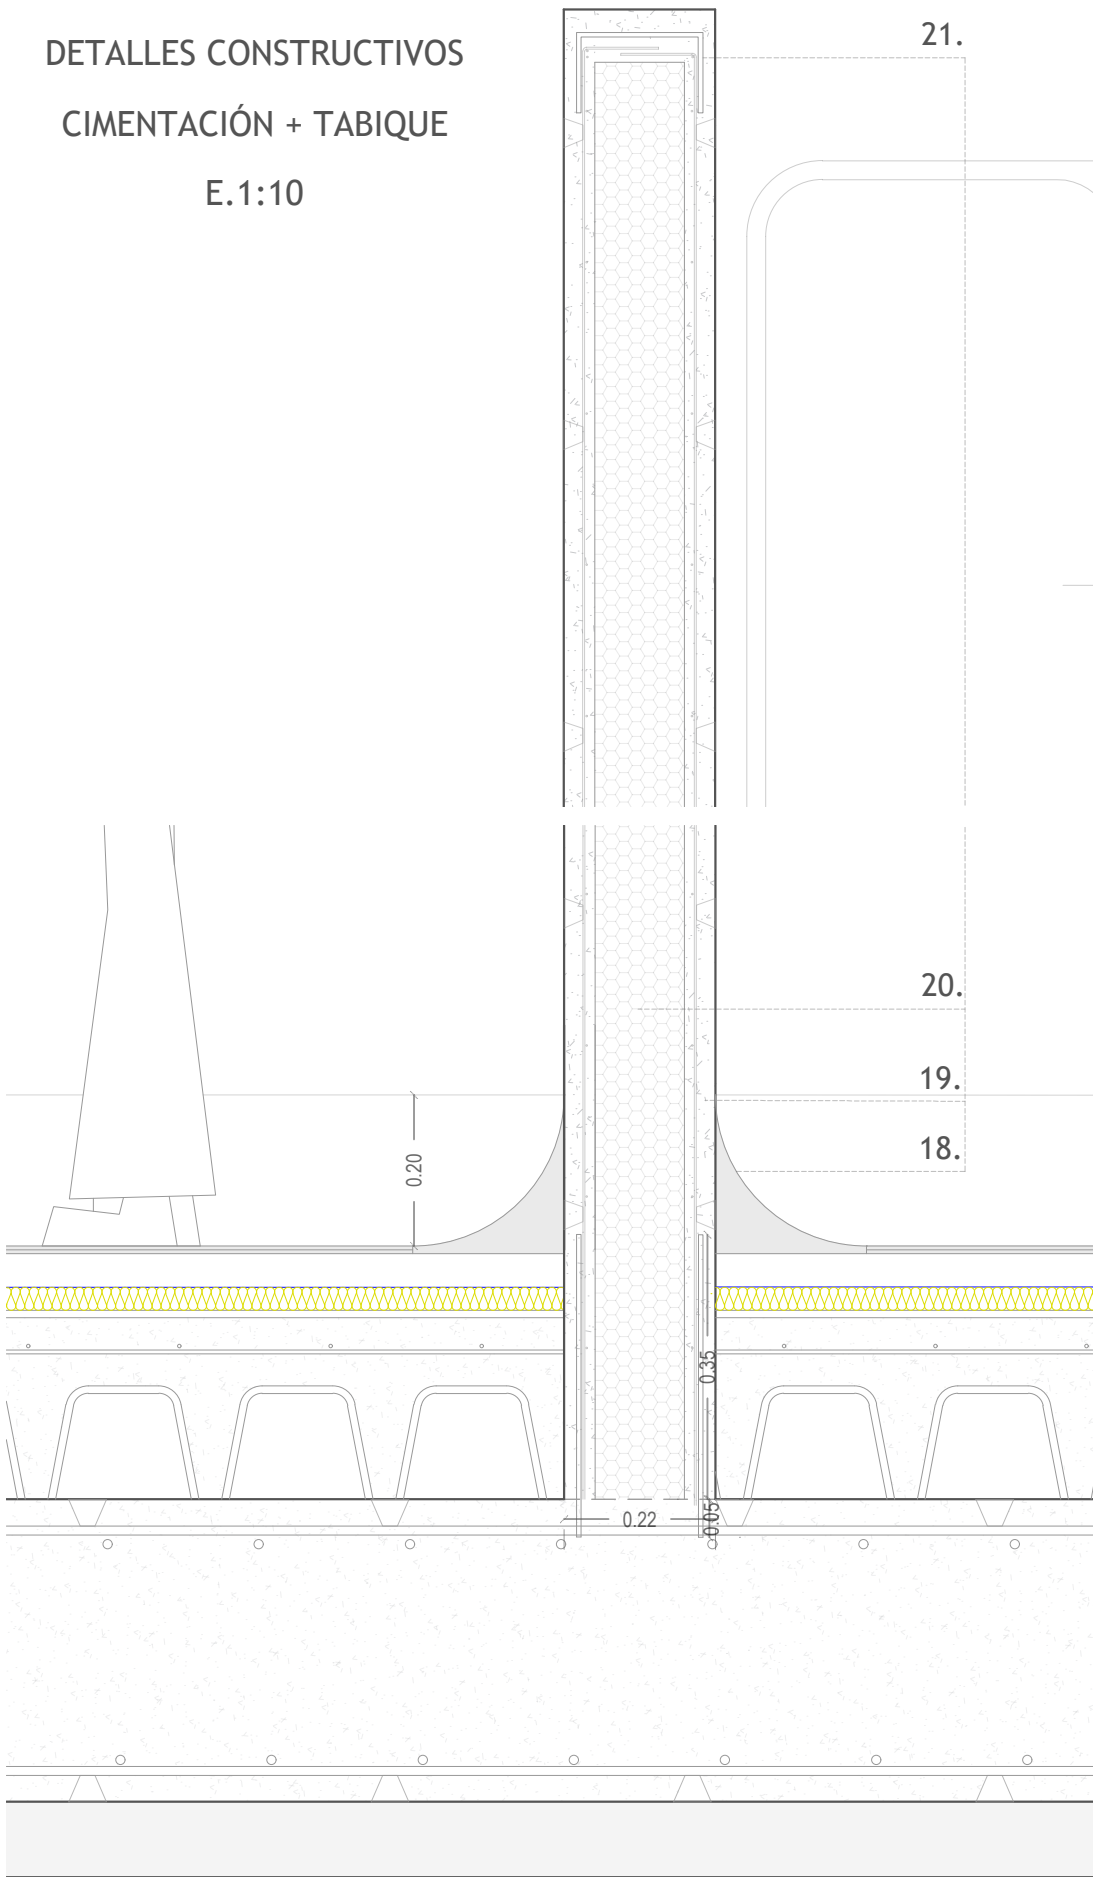 DETALLES CONSTRUCTIVOS
CIMENTACIÓN + TABIQUE
E.1:10
21.
20.
19.
18.
0.20
0.35
0.22
0.05